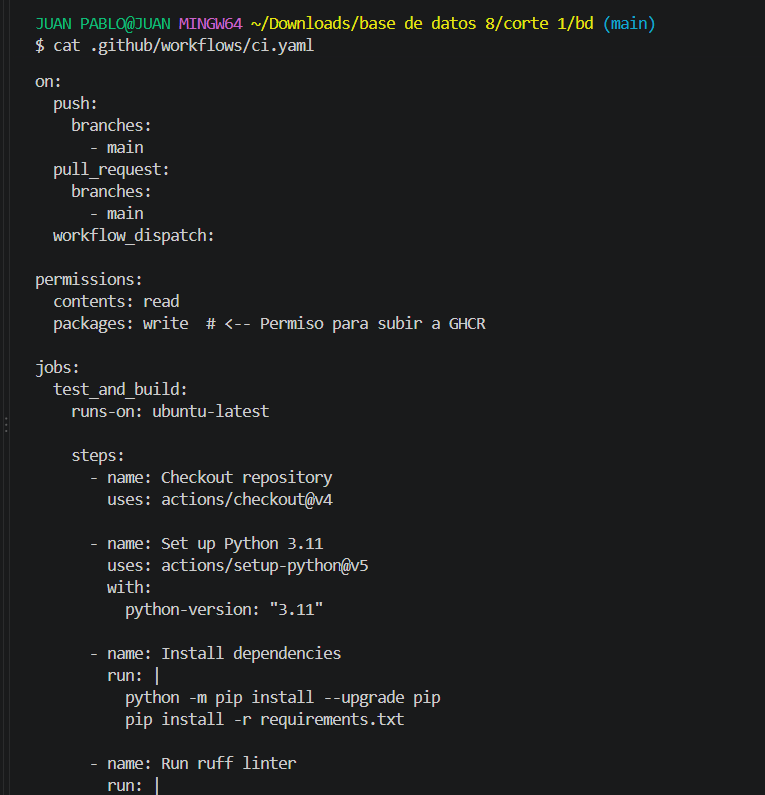 JUAN PABLO@JUAN MINGW64 ~/Downloads/base de datos 8/corte 1/bd (main)
$ cat .github/workflows/ci.yaml
on:
  push:
    branches:
      - main
  pull_request:
    branches:
      - main
  workflow_dispatch:
permissions:
  contents: read
  packages: write  # <-- Permiso para subir a GHCR
jobs:
  test_and_build:
    runs-on: ubuntu-latest
    steps:
      - name: Checkout repository
        uses: actions/checkout@v4
      - name: Set up Python 3.11
        uses: actions/setup-python@v5
        with:
          python-version: "3.11"
      - name: Install dependencies
        run: |
          python -m pip install --upgrade pip
          pip install -r requirements.txt
      - name: Run ruff linter
        run: |